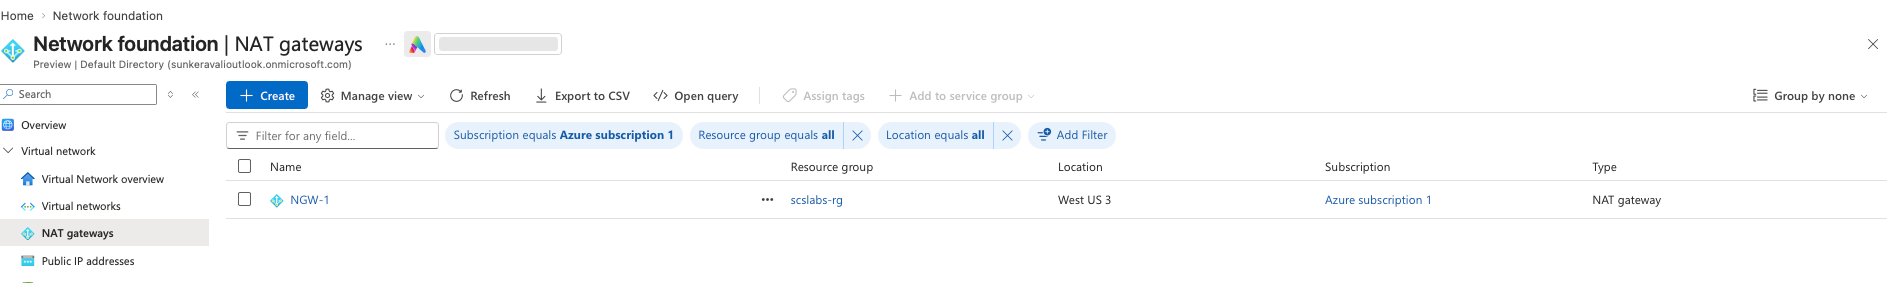 Home > Network foundation
Network foundation | NAT gateways ...
Preview | Default Directory (sunkeravalioutlook.onmicrosoft.com)
Search
Overview
Virtual network
Virtual Network overview
Virtual networks
NAT gateways
Public IP addresses
Create Manage view Refresh Export to CSV Open query Assign tags Add to service group Group by none
Filter for any field... Subscription equals Azure subscription 1 Resource group equals all Location equals all Add Filter
Name Resource group Location Subscription Type
NGW-1 ... scslabs-rg West US 3 Azure subscription 1 NAT gateway